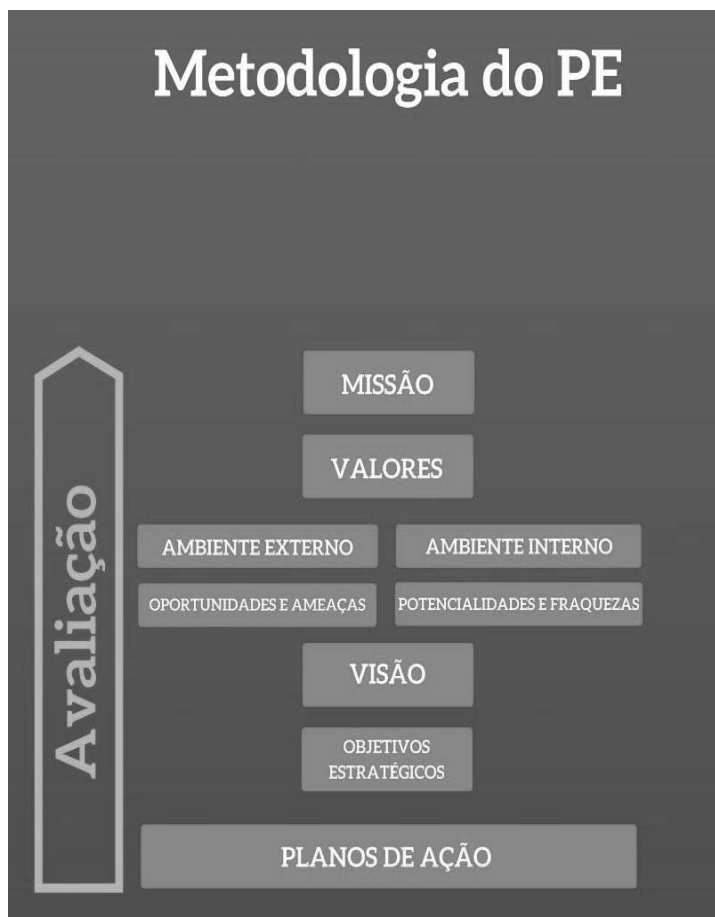 Metodologia do PE
MISSÃO
VALORES
AMBIENTE EXTERNO
AMBIENTE INTERNO
OPORTUNIDADES E AMEAÇAS
POTENCIALIDADES E FRAQUEZAS
VISÃO
OBJETIVOS
ESTRATÉGICOS
PLANOS DE AÇÃO
Avaliação